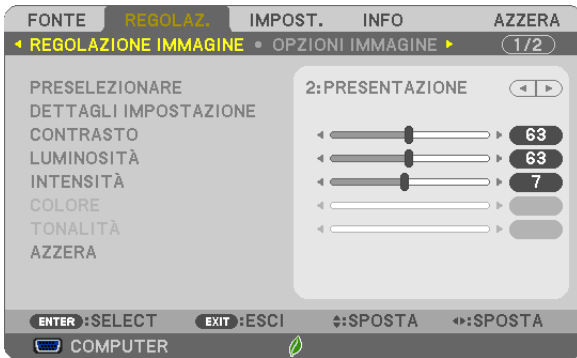 FONTE REGOLAZ. IMPOST. INFO AZZERA
REGOLAZIONE IMMAGINE • OPZIONI IMMAGINE 1/2
PRESELEZIONARE 2:PRESENTAZIONE
DETTAGLI IMPOSTAZIONE
CONTRASTO 63
LUMINOSITÀ 63
INTENSITÀ 7
COLORE
TONALITÀ
AZZERA
ENTER :SELECT EXIT :ESCI :SPOSTA :SPOSTA
COMPUTER